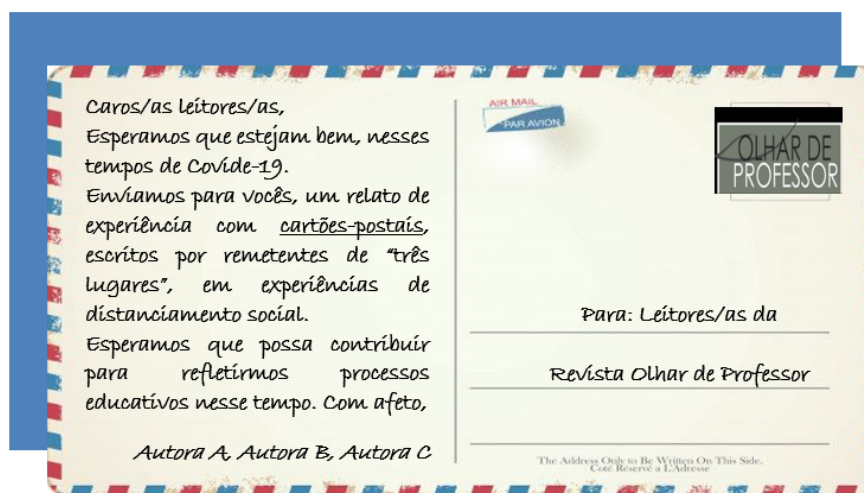 Caros/as leitores/as,
Esperamos que estejam bem, nesses
tempos de Covide-19.
Enviamos para vocês, um relato de
experiência com cartões-postais,
escritos por remetentes de “três
lugares”, em experiências de
distanciamento social.
Esperamos que possa contribuir
para refletirmos processos
educativos nesse tempo. Com afeto,
Autora A, Autora B, Autora C
AIR MAIL
PAR AVION
OLHAR DE
PROFESSOR
Para: Leitores/as da
Revista Olhar de Professor
The Address Only to Be Written On This Side.
Coté Réservé a L'Adresse